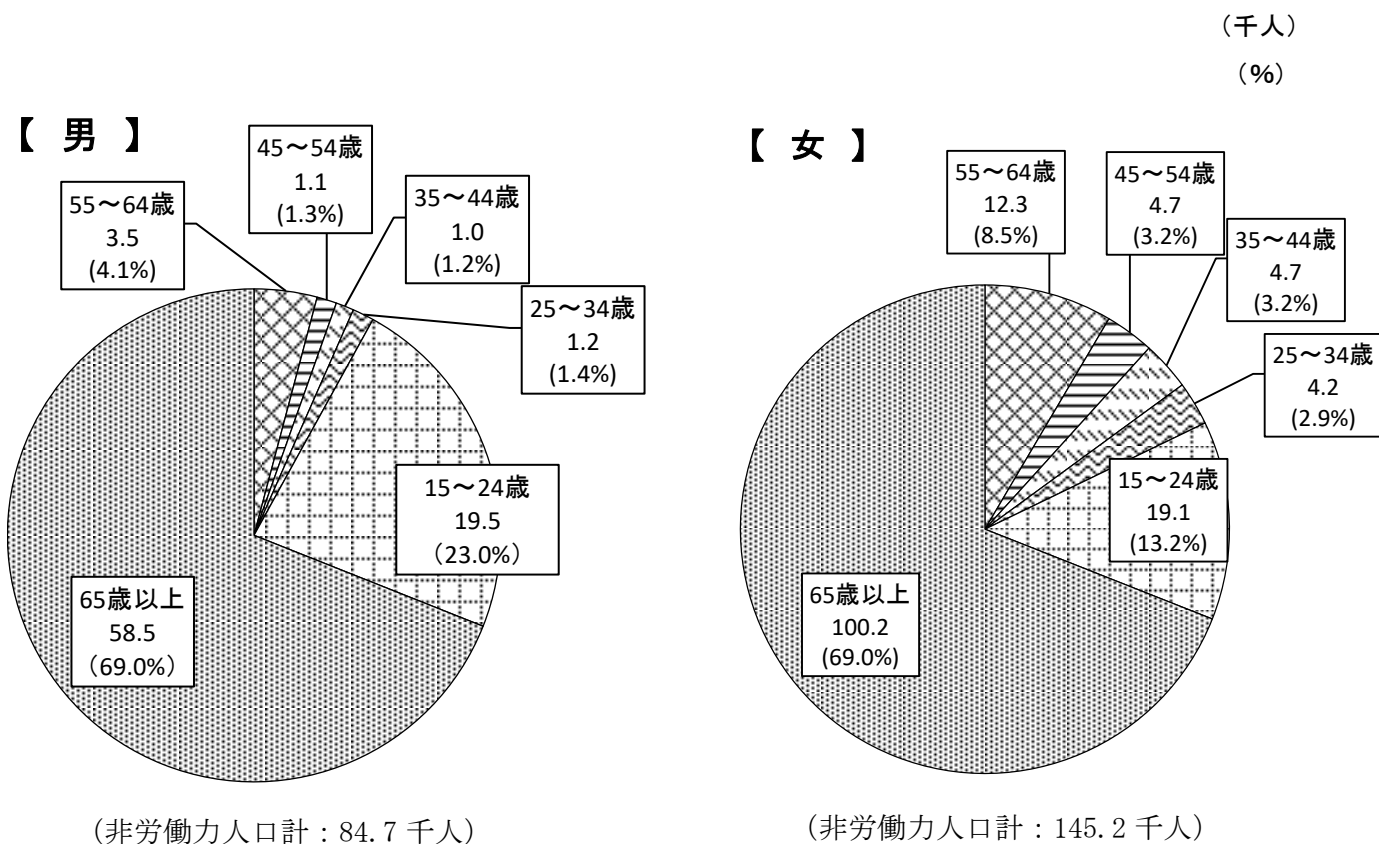 （千人）
（%）
【 男 】
55～64歳
3.5
(4.1%)
45～54歳
1.1
(1.3%)
35～44歳
1.0
(1.2%)
25～34歳
1.2
(1.4%)
15～24歳
19.5
（23.0%）
65歳以上
58.5
（69.0%）
（非労働力人口計：84.7 千人）
【 女 】
55～64歳
12.3
(8.5%)
45～54歳
4.7
(3.2%)
35～44歳
4.7
(3.2%)
25～34歳
4.2
(2.9%)
15～24歳
19.1
(13.2%)
65歳以上
100.2
(69.0%)
（非労働力人口計：145.2 千人）